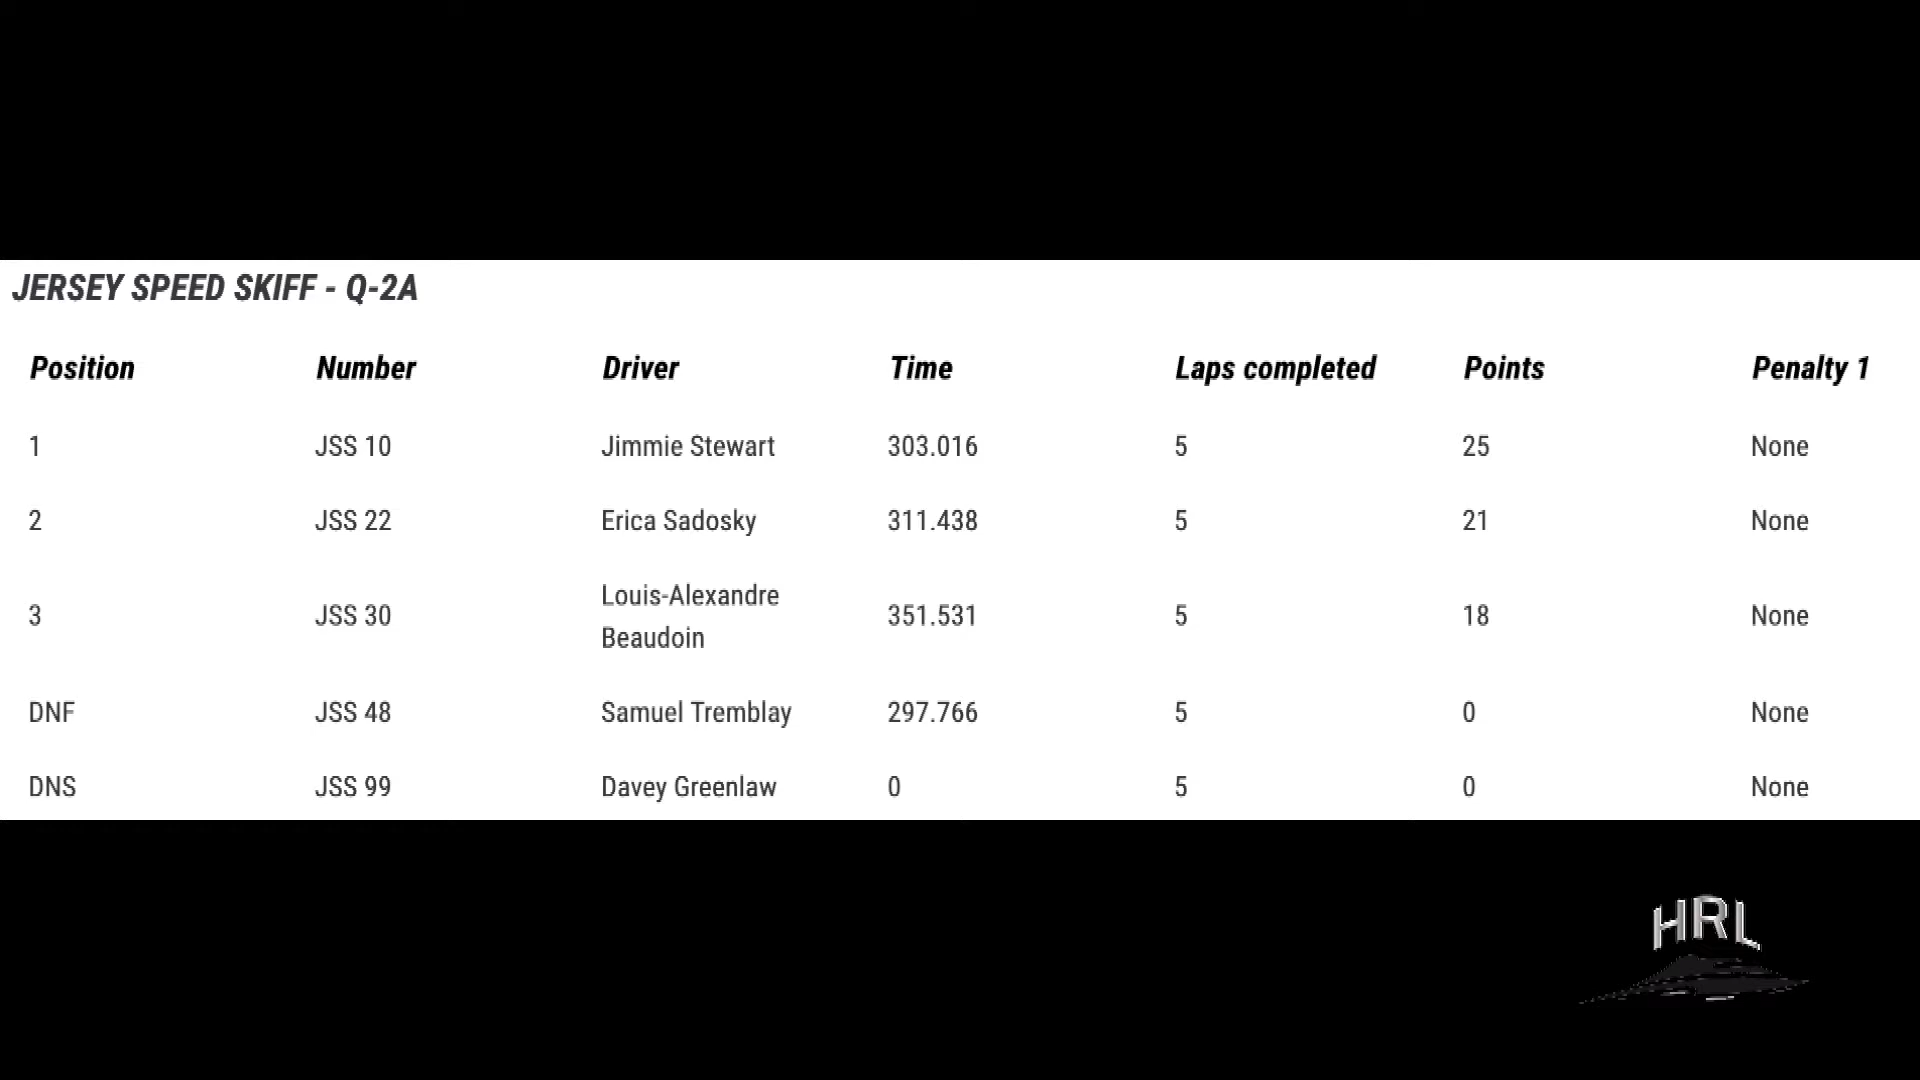 JERSEY SPEED SKIFF - Q-2A
Position Number Driver Time Laps completed Points Penalty 1
1 JSS 10 Jimmie Stewart 303.016 5 25 None
2 JSS 22 Erica Sadosky 311.438 5 21 None
3 JSS 30 Louis-Alexandre Beaudoin 351.531 5 18 None
DNF JSS 48 Samuel Tremblay 297.766 5 0 None
DNS JSS 99 Davey Greenlaw 0 5 0 None
HRL